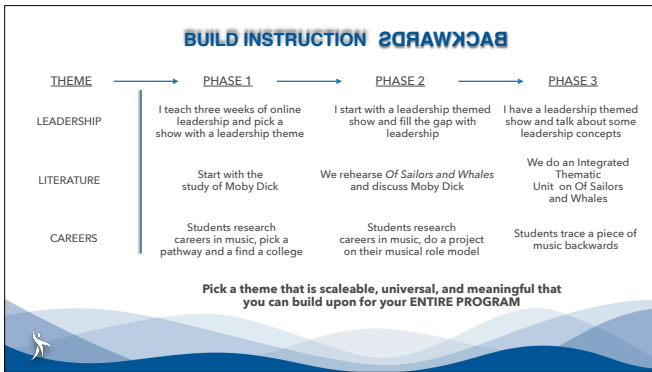 BUILD INSTRUCTION BACKWARDS
THEME PHASE 1 PHASE 2 PHASE 3
LEADERSHIP
I teach three weeks of online
leadership and pick a
show with a leadership theme
I start with a leadership themed
show and fill the gap with
leadership
I have a leadership themed
show and talk about some
leadership concepts
LITERATURE
Start with the
study of Moby Dick
We rehearse Of Sailors and Whales
and discuss Moby Dick
We do an Integrated
Thematic
Unit on Of Sailors
and Whales
CAREERS
Students research
careers in music, pick a
pathway and a find a college
Students research
careers in music, do a project
on their musical role model
Students trace a piece of
music backwards
Pick a theme that is scaleable, universal, and meaningful that
you can build upon for your ENTIRE PROGRAM